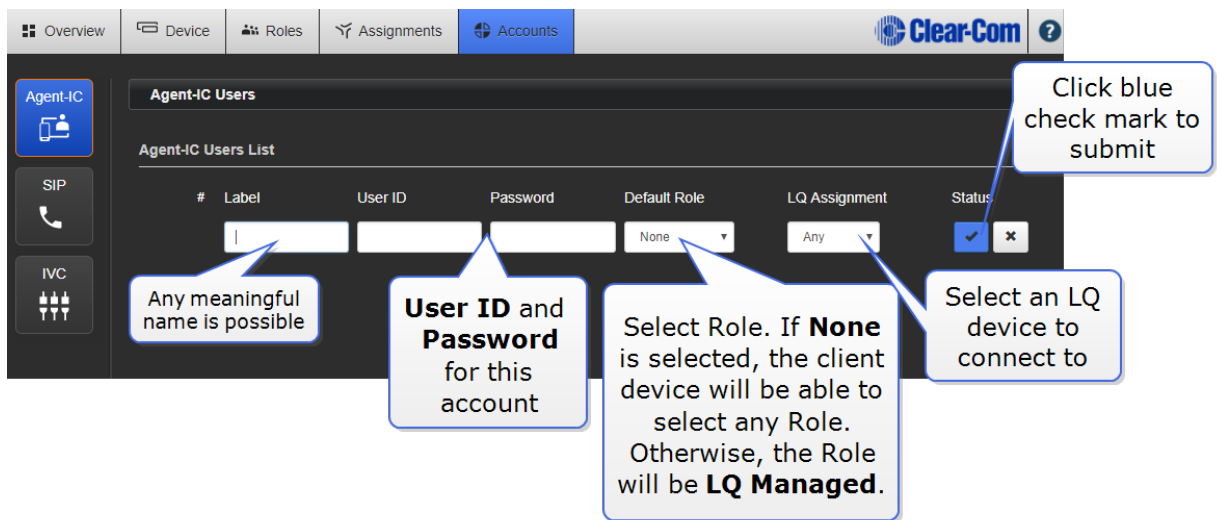 Overview Device Roles Assignments Accounts Clear-Com ?
Agent-IC
Agent-IC Users
Click blue
check mark to
submit
Agent-IC Users List
SIP
# Label User ID Password Default Role LQ Assignment Status
None Any
IVC
Any meaningful
name is possible
User ID and
Password
for this
account
Select Role. If None
is selected, the client
device will be able to
select any Role.
Otherwise, the Role
will be LQ Managed.
Select an LQ
device to
connect to